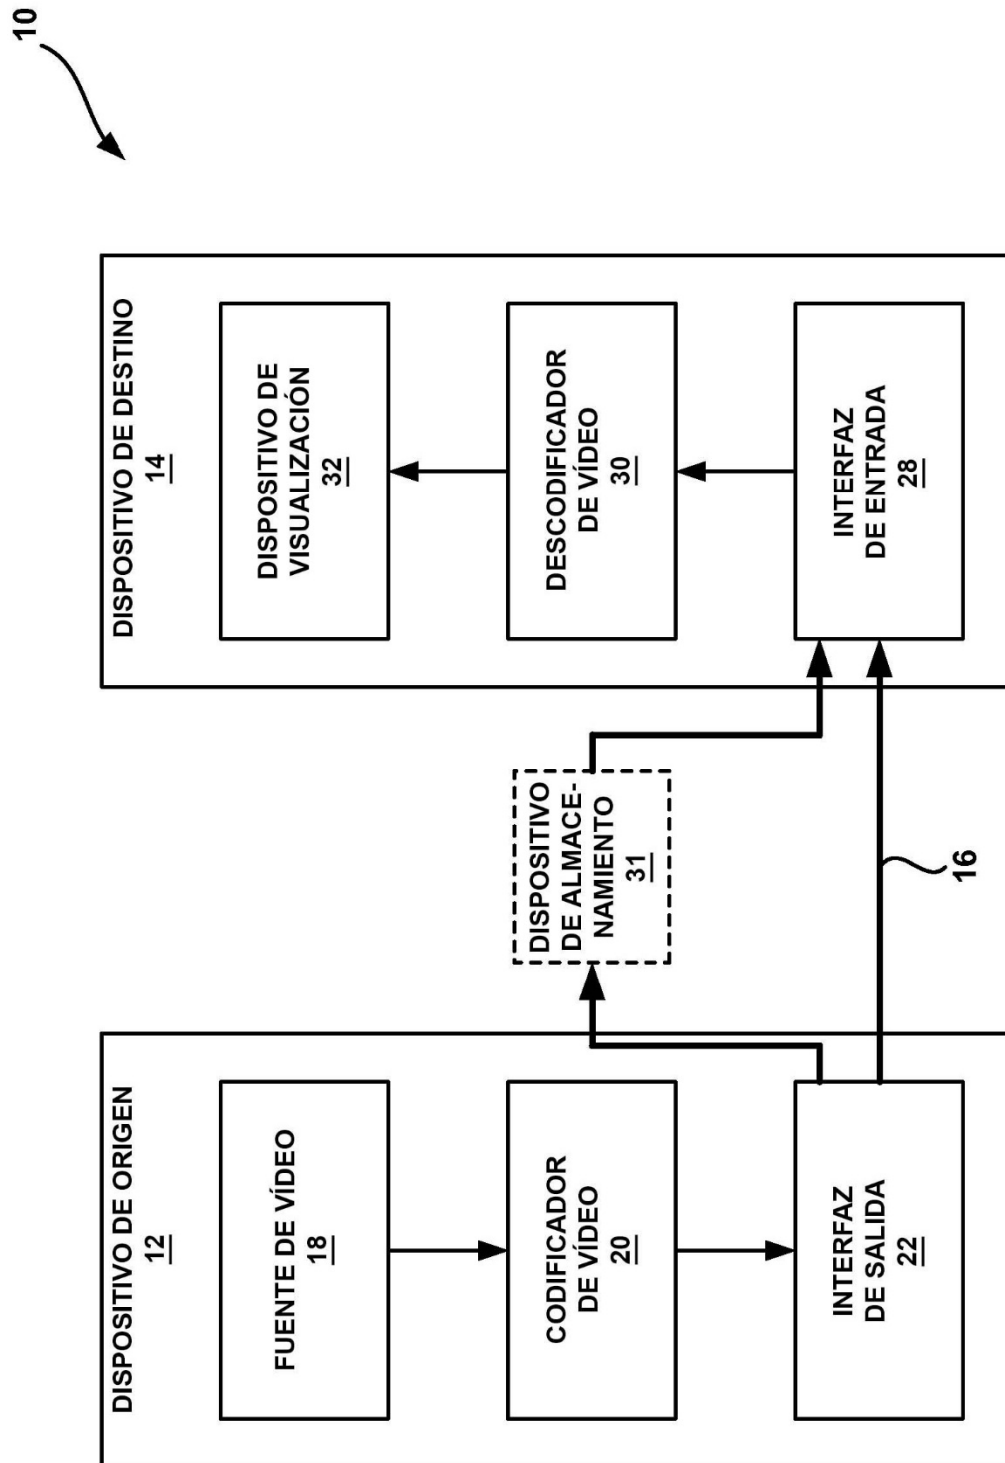 10
DISPOSITIVO DE ORIGEN
12
FUENTE DE VÍDEO
18
CODIFICADOR
DE VÍDEO
20
INTERFAZ
DE SALIDA
22
DISPOSITIVO
DE ALMACE-
NAMIENTO
31
16
DISPOSITIVO DE DESTINO
14
DISPOSITIVO DE
VISUALIZACIÓN
32
DESCODIFICADOR
DE VÍDEO
30
INTERFAZ
DE ENTRADA
28